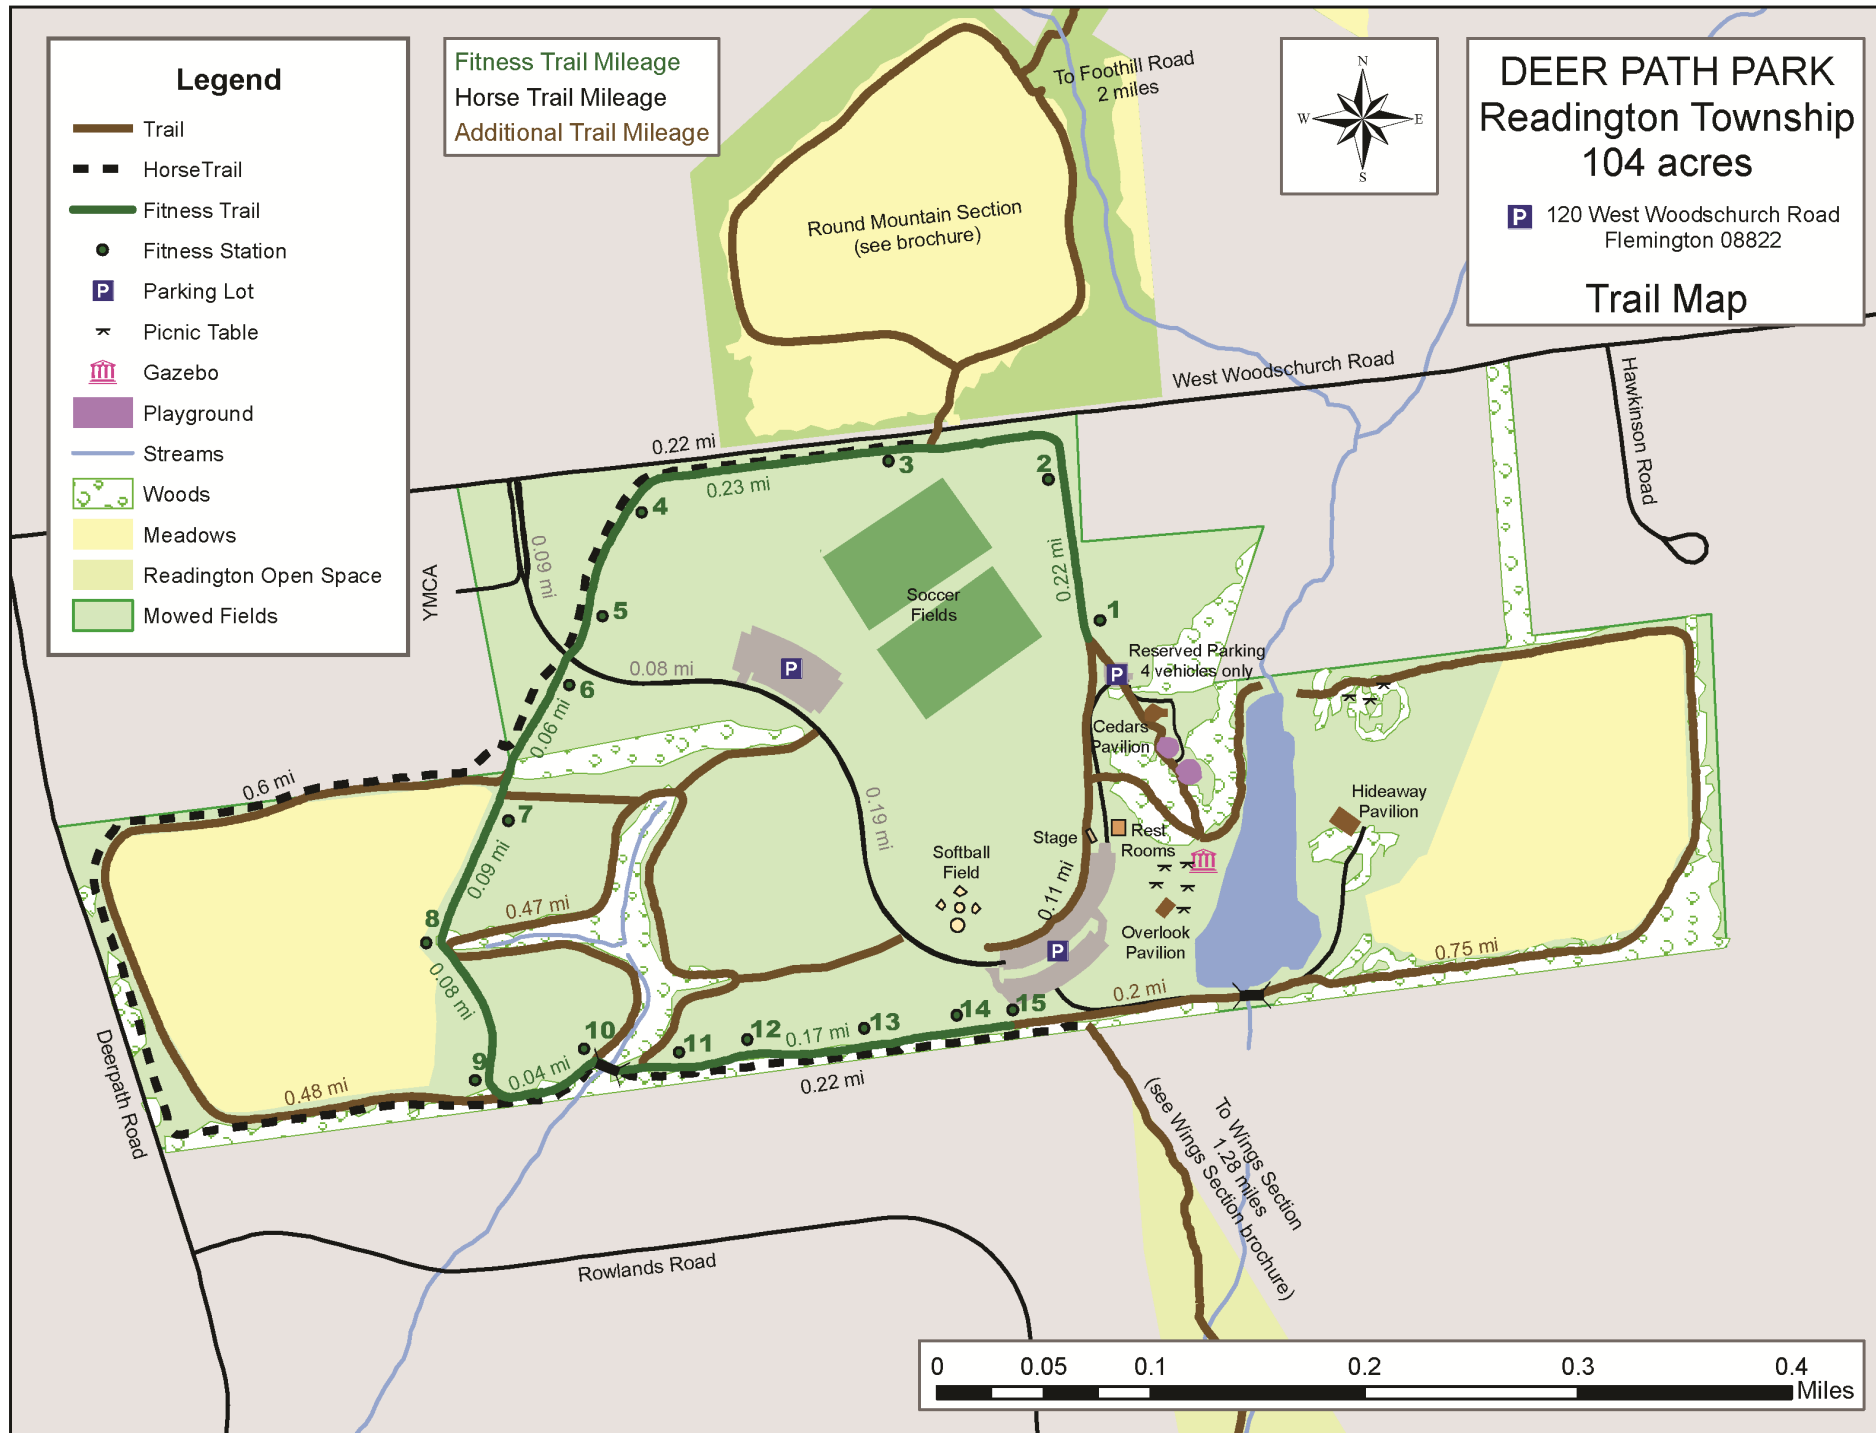 Legend
Trail
HorseTrail
Fitness Trail
Fitness Station
P
Parking Lot
Picnic Table
Gazebo
Playground
Streams
Woods
Meadows
Readington Open Space
Mowed Fields
Fitness Trail Mileage
Horse Trail Mileage
Additional Trail Mileage
N
W
E
S
DEER PATH PARK
Readington Township
104 acres
P
120 West Woodschurch Road
Flemington 08822
Trail Map
To Foothill Road
2 miles
Round Mountain Section
(see brochure)
West Woodschurch Road
Hawkinson Road
0.22 mi
0.23 mi
3
2
4
0.09 mi
YMCA
5
Soccer
Fields
0.22 mi
1
Reserved Parking
4 vehicles only
P
0.08 mi
P
6
0.06 mi
Cedars
Pavilion
0.6 mi
7
0.19 mi
Hideaway
Pavilion
Stage
Rest
Rooms
Softball
Field
0.09 mi
0.47 mi
8
0.11 mi
Overlook
Pavilion
P
0.75 mi
0.08 mi
0.2 mi
15
14
13
12
11
10
9
0.17 mi
0.04 mi
0.22 mi
0.48 mi
Deerpath Road
To Wings Section
1.28 miles
(see Wings Section brochure)
Rowlands Road
0
0.05
0.1
0.2
0.3
0.4
Miles